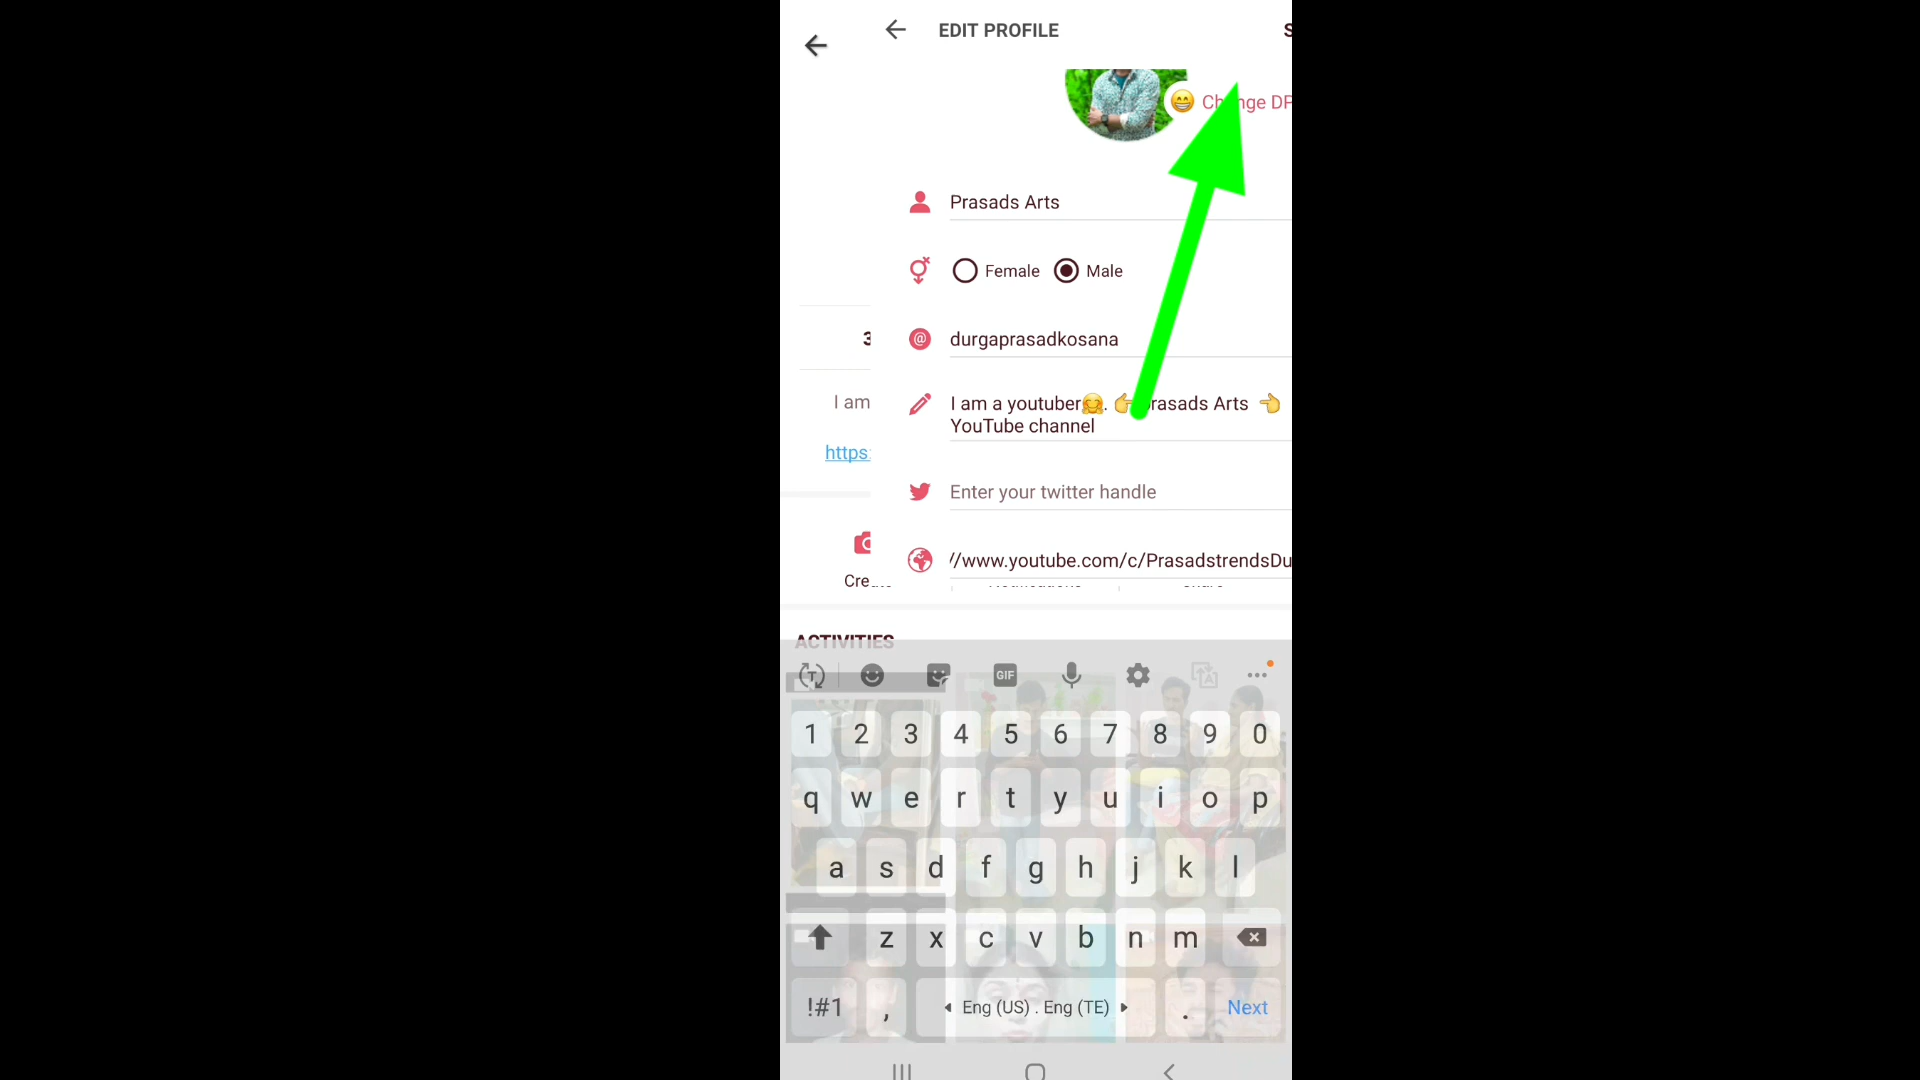 EDIT PROFILE
S
Change DP
Prasads Arts
Female
Male
3
durgaprasadkosana
I am
I am a youtuber🤗. 👉Prasads Arts 👈
YouTube channel
https:
Enter your twitter handle
//www.youtube.com/c/PrasadstrendsDu
Create
ACTIVITIES
GIF
1 2 3 4 5 6 7 8 9 0
q w e r t y u i o p
a s d f g h j k l
z x c v b n m
!#1 , Eng (US) . Eng (TE) . Next